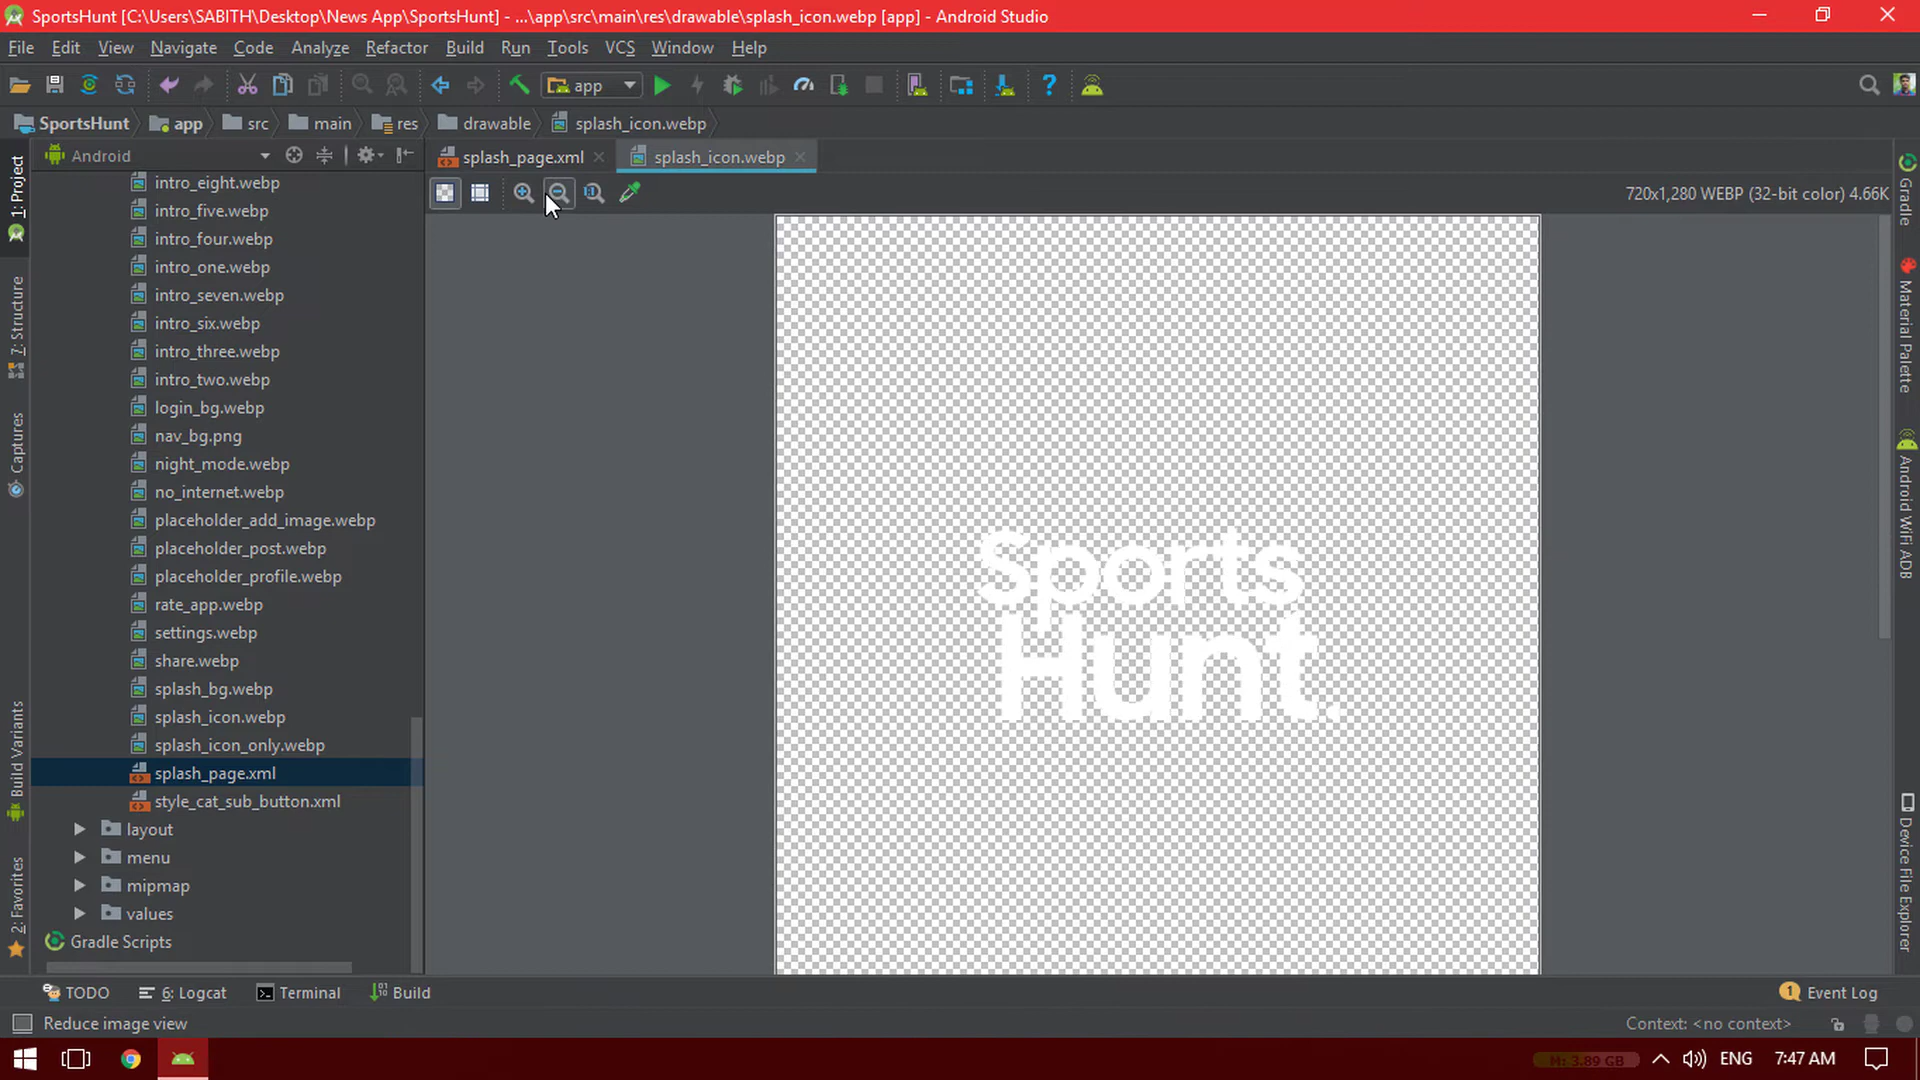 SportsHunt [C:\Users\SABITH\Desktop\News App\SportsHunt] - ...\app\src\main\res\drawable\splash_icon.webp [app] - Android Studio
File Edit View Navigate Code Analyze Refactor Build Run Tools VCS Window Help
app
SportsHunt app src main res drawable splash_icon.webp
Android
splash_page.xml
splash_icon.webp
720x1,280 WEBP (32-bit color) 4.66K
1: Project
7: Structure
Captures
Build Variants
2: Favorites
intro_eight.webp
intro_five.webp
intro_four.webp
intro_one.webp
intro_seven.webp
intro_six.webp
intro_three.webp
intro_two.webp
login_bg.webp
nav_bg.png
night_mode.webp
no_internet.webp
placeholder_add_image.webp
placeholder_post.webp
placeholder_profile.webp
rate_app.webp
settings.webp
share.webp
splash_bg.webp
splash_icon.webp
splash_icon_only.webp
splash_page.xml
style_cat_sub_button.xml
layout
menu
mipmap
values
Gradle Scripts
Sports
Hunt.
Gradle
Material Palette
Android WiFi ADB
Device File Explorer
TODO 6: Logcat Terminal Build
1 Event Log
Reduce image view
Context: <no context>
M: 3.89 GB
ENG 7:47 AM